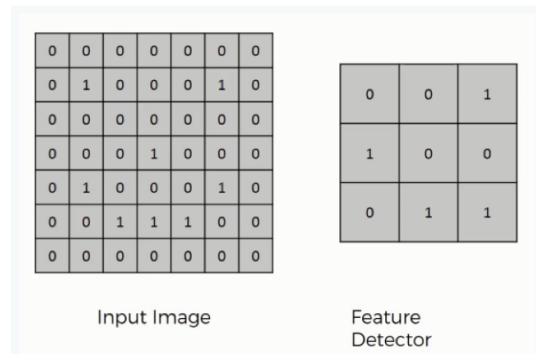 0 0 0 0 0 0 0
0 1 0 0 0 1 0
0 0 0 0 0 0 0
0 0 0 1 0 0 0
0 1 0 0 0 1 0
0 0 1 1 1 0 0
0 0 0 0 0 0 0
Input Image
0 0 1
1 0 0
0 1 1
Feature
Detector